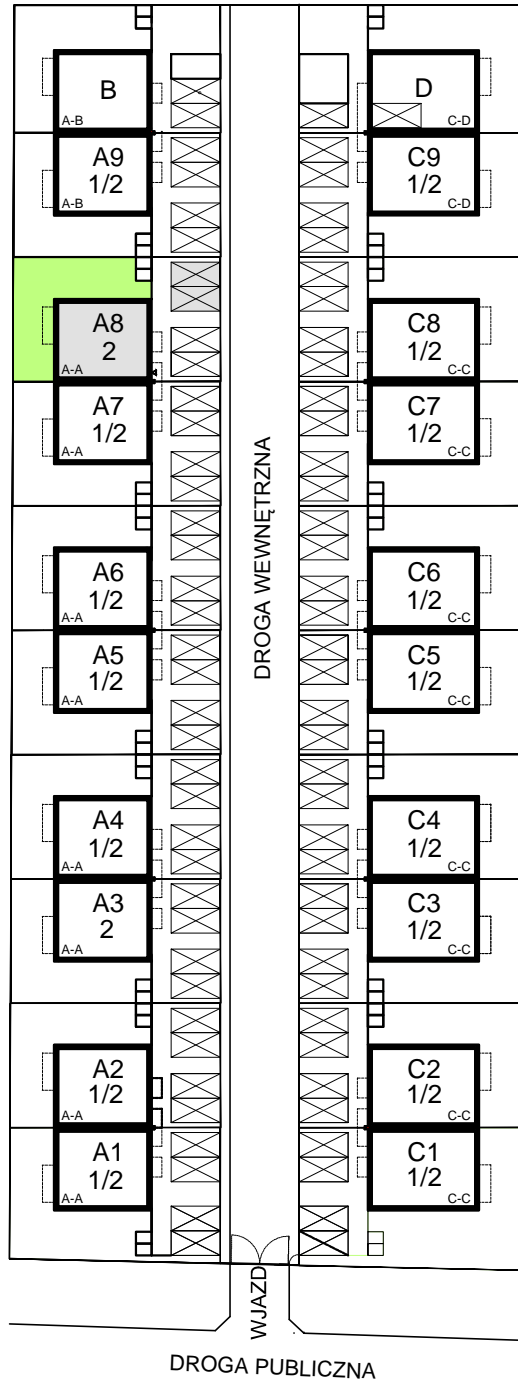 B
A-B
D
C-D
A9
1/2
A-B
C9
1/2
C-D
A8
2
A-A
C8
1/2
C-C
A7
1/2
A-A
C7
1/2
C-C
DROGA WEWNĘTRZNA
A6
1/2
A-A
C6
1/2
C-C
A5
1/2
A-A
C5
1/2
C-C
A4
1/2
A-A
C4
1/2
C-C
A3
2
A-A
C3
1/2
C-C
A2
1/2
A-A
C2
1/2
C-C
A1
1/2
A-A
C1
1/2
C-C
WJAZD
DROGA PUBLICZNA